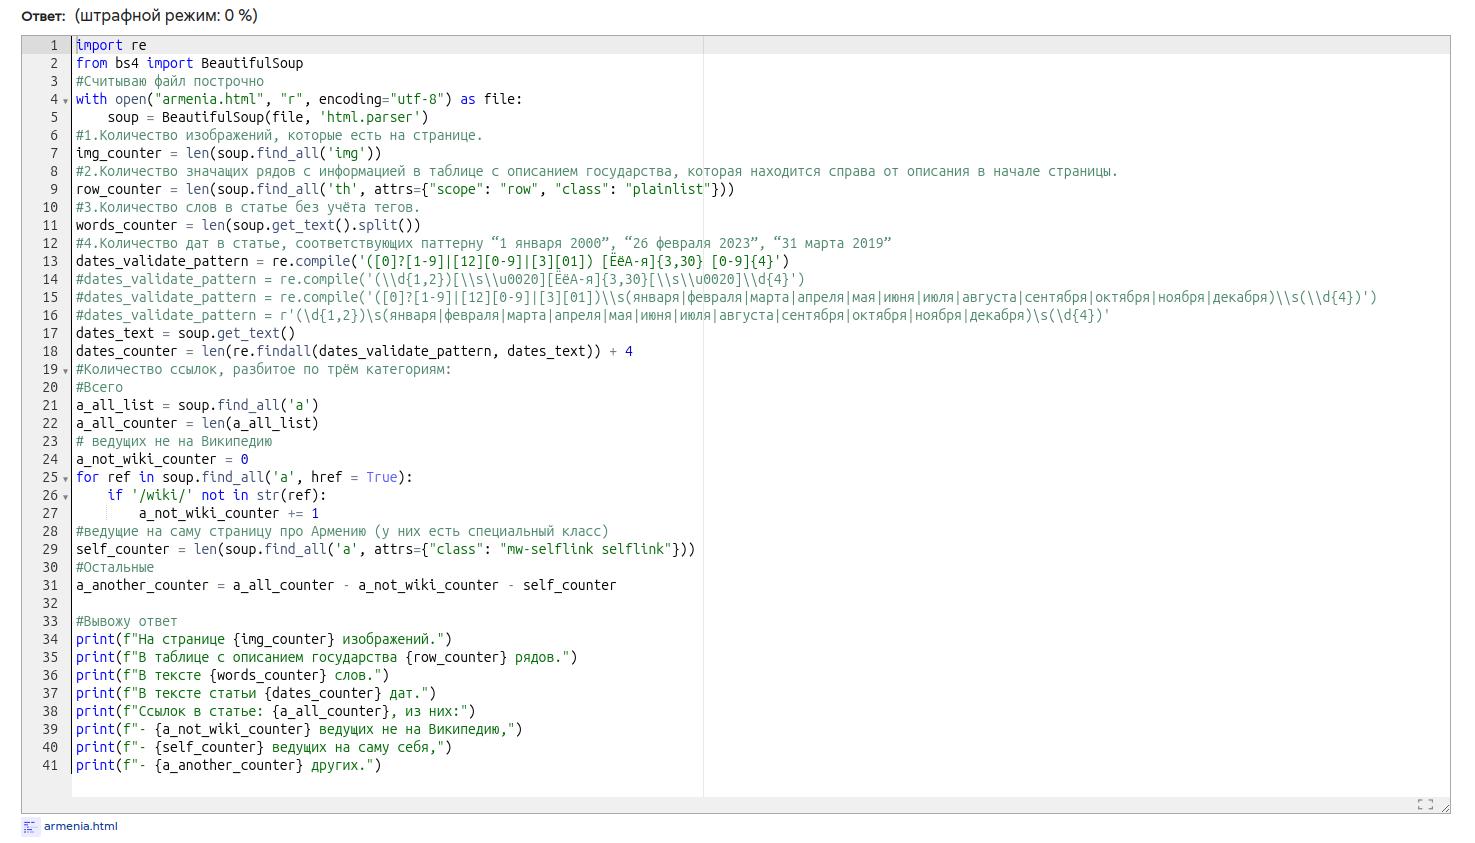 Ответ: (штрафной режим: 0 %)
1 import re
2 from bs4 import BeautifulSoup
3 #Считываю файл построчно
4 with open("armenia.html", "r", encoding="utf-8") as file:
5     soup = BeautifulSoup(file, 'html.parser')
6 #1.Количество изображений, которые есть на странице.
7 img_counter = len(soup.find_all('img'))
8 #2.Количество значащих рядов с информацией в таблице с описанием государства, которая находится справа от описания в начале страницы.
9 row_counter = len(soup.find_all('th', attrs={"scope": "row", "class": "plainlist"}))
10 #3.Количество слов в статье без учёта тегов.
11 words_counter = len(soup.get_text().split())
12 #4.Количество дат в статье, соответствующих паттерну “1 января 2000”, “26 февраля 2023”, “31 марта 2019”
13 dates_validate_pattern = re.compile('([0]?[1-9]|[12][0-9]|[3][01]) [ЁёА-я]{3,30} [0-9]{4}')
14 #dates_validate_pattern = re.compile('(\\d{1,2})[\\s\\u0020][ЁёА-я]{3,30}[\\s\\u0020]\\d{4}')
15 #dates_validate_pattern = re.compile('([0]?[1-9]|[12][0-9]|[3][01])\\s(января|февраля|марта|апреля|мая|июня|июля|августа|сентября|октября|ноября|декабря)\\s(\\d{4})')
16 #dates_validate_pattern = r'(\d{1,2})\s(января|февраля|марта|апреля|мая|июня|июля|августа|сентября|октября|ноября|декабря)\s(\d{4})'
17 dates_text = soup.get_text()
18 dates_counter = len(re.findall(dates_validate_pattern, dates_text)) + 4
19 #Количество ссылок, разбитое по трём категориям:
20 #Всего
21 a_all_list = soup.find_all('a')
22 a_all_counter = len(a_all_list)
23 # ведущих не на Википедию
24 a_not_wiki_counter = 0
25 for ref in soup.find_all('a', href = True):
26     if '/wiki/' not in str(ref):
27         a_not_wiki_counter += 1
28 #ведущие на саму страницу про Армению (у них есть специальный класс)
29 self_counter = len(soup.find_all('a', attrs={"class": "mw-selflink selflink"}))
30 #Остальные
31 a_another_counter = a_all_counter - a_not_wiki_counter - self_counter
32
33 #Вывожу ответ
34 print(f"На странице {img_counter} изображений.")
35 print(f"В таблице с описанием государства {row_counter} рядов.")
36 print(f"В тексте {words_counter} слов.")
37 print(f"В тексте статьи {dates_counter} дат.")
38 print(f"Ссылок в статье: {a_all_counter}, из них:")
39 print(f"- {a_not_wiki_counter} ведущих не на Википедию,")
40 print(f"- {self_counter} ведущих на саму себя,")
41 print(f"- {a_another_counter} других.")
armenia.html